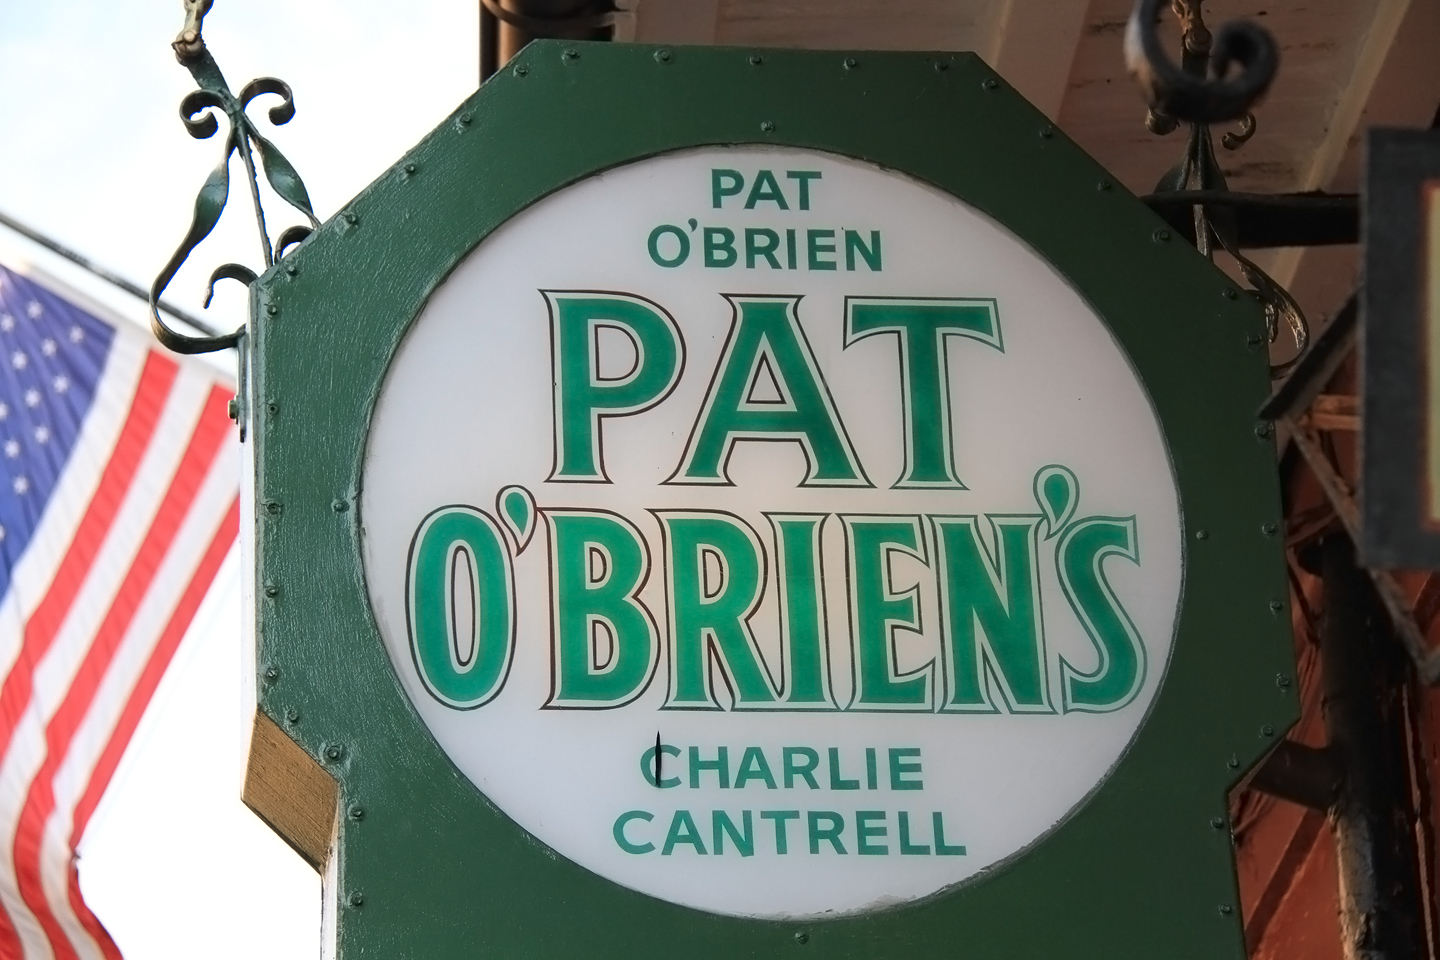 PAT
O'BRIEN
PAT
O'BRIEN'S
CHARLIE
CANTRELL